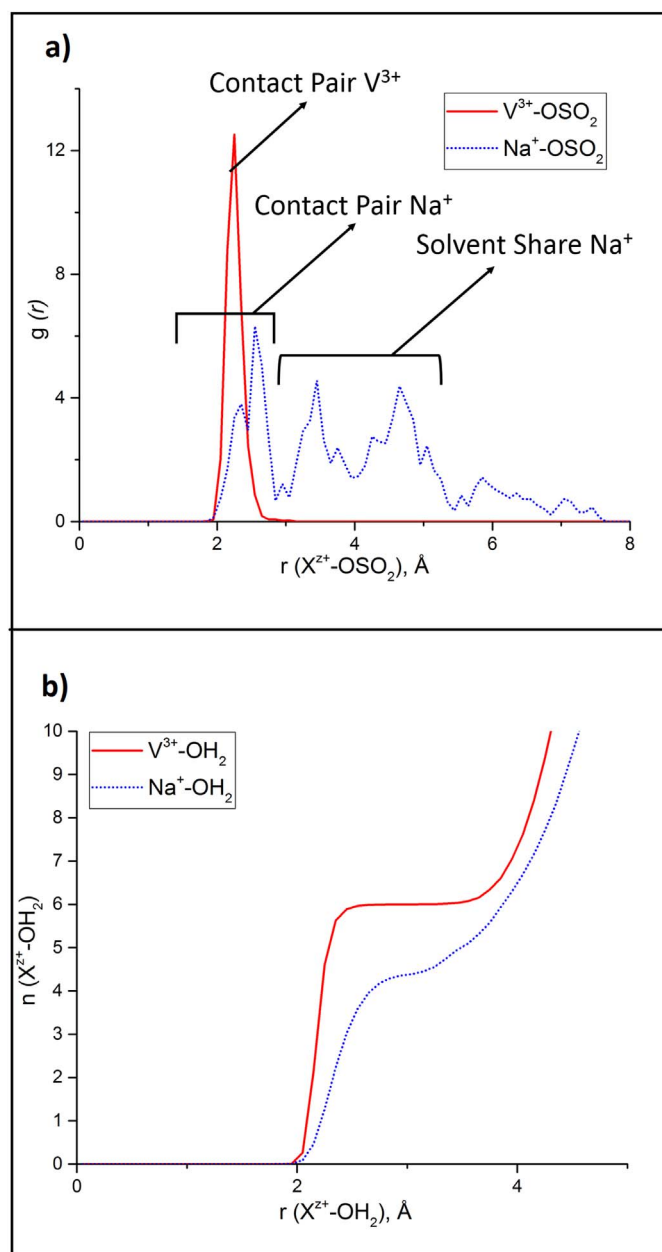 a)
Contact Pair V³⁺
V³⁺-OSO₂
Na⁺-OSO₂
Contact Pair Na⁺
Solvent Share Na⁺
12
8
4
0
g (r)
0 2 4 6 8
r (Xᶻ⁺-OSO₂), Å
b)
V³⁺-OH₂
Na⁺-OH₂
10
9
8
7
6
5
4
3
2
1
0
n (Xᶻ⁺-OH₂)
0 2 4
r (Xᶻ⁺-OH₂), Å